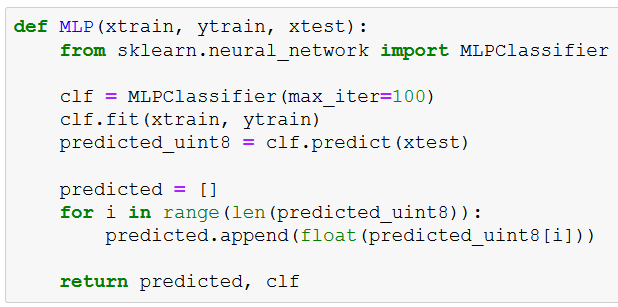 def MLP(xtrain, ytrain, xtest):
    from sklearn.neural_network import MLPClassifier

    clf = MLPClassifier(max_iter=100)
    clf.fit(xtrain, ytrain)
    predicted_uint8 = clf.predict(xtest)

    predicted = []
    for i in range(len(predicted_uint8)):
        predicted.append(float(predicted_uint8[i]))

    return predicted, clf